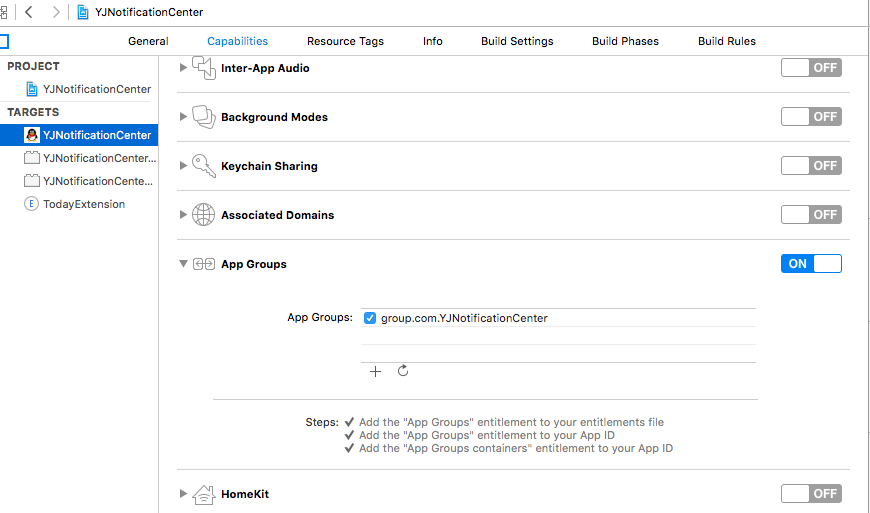 YJNotificationCenter
General Capabilities Resource Tags Info Build Settings Build Phases Build Rules
PROJECT
YJNotificationCenter
TARGETS
YJNotificationCenter
YJNotificationCenter...
YJNotificationCente...
E TodayExtension
Inter-App Audio OFF
Background Modes OFF
Keychain Sharing OFF
Associated Domains OFF
App Groups ON
App Groups: group.com.YJNotificationCenter
Steps: ✓ Add the "App Groups" entitlement to your entitlements file
✓ Add the "App Groups" entitlement to your App ID
✓ Add the "App Groups containers" entitlement to your App ID
HomeKit OFF